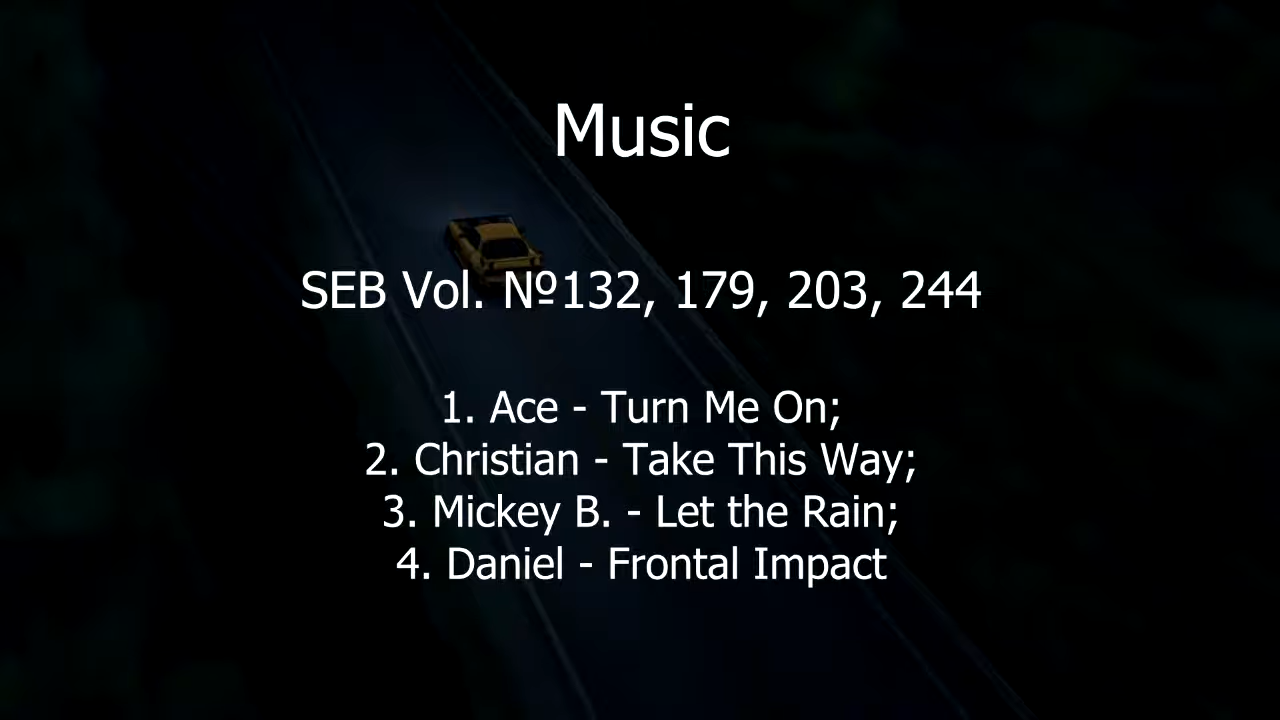 Music
SEB Vol. №132, 179, 203, 244
1. Ace - Turn Me On;
2. Christian - Take This Way;
3. Mickey B. - Let the Rain;
4. Daniel - Frontal Impact